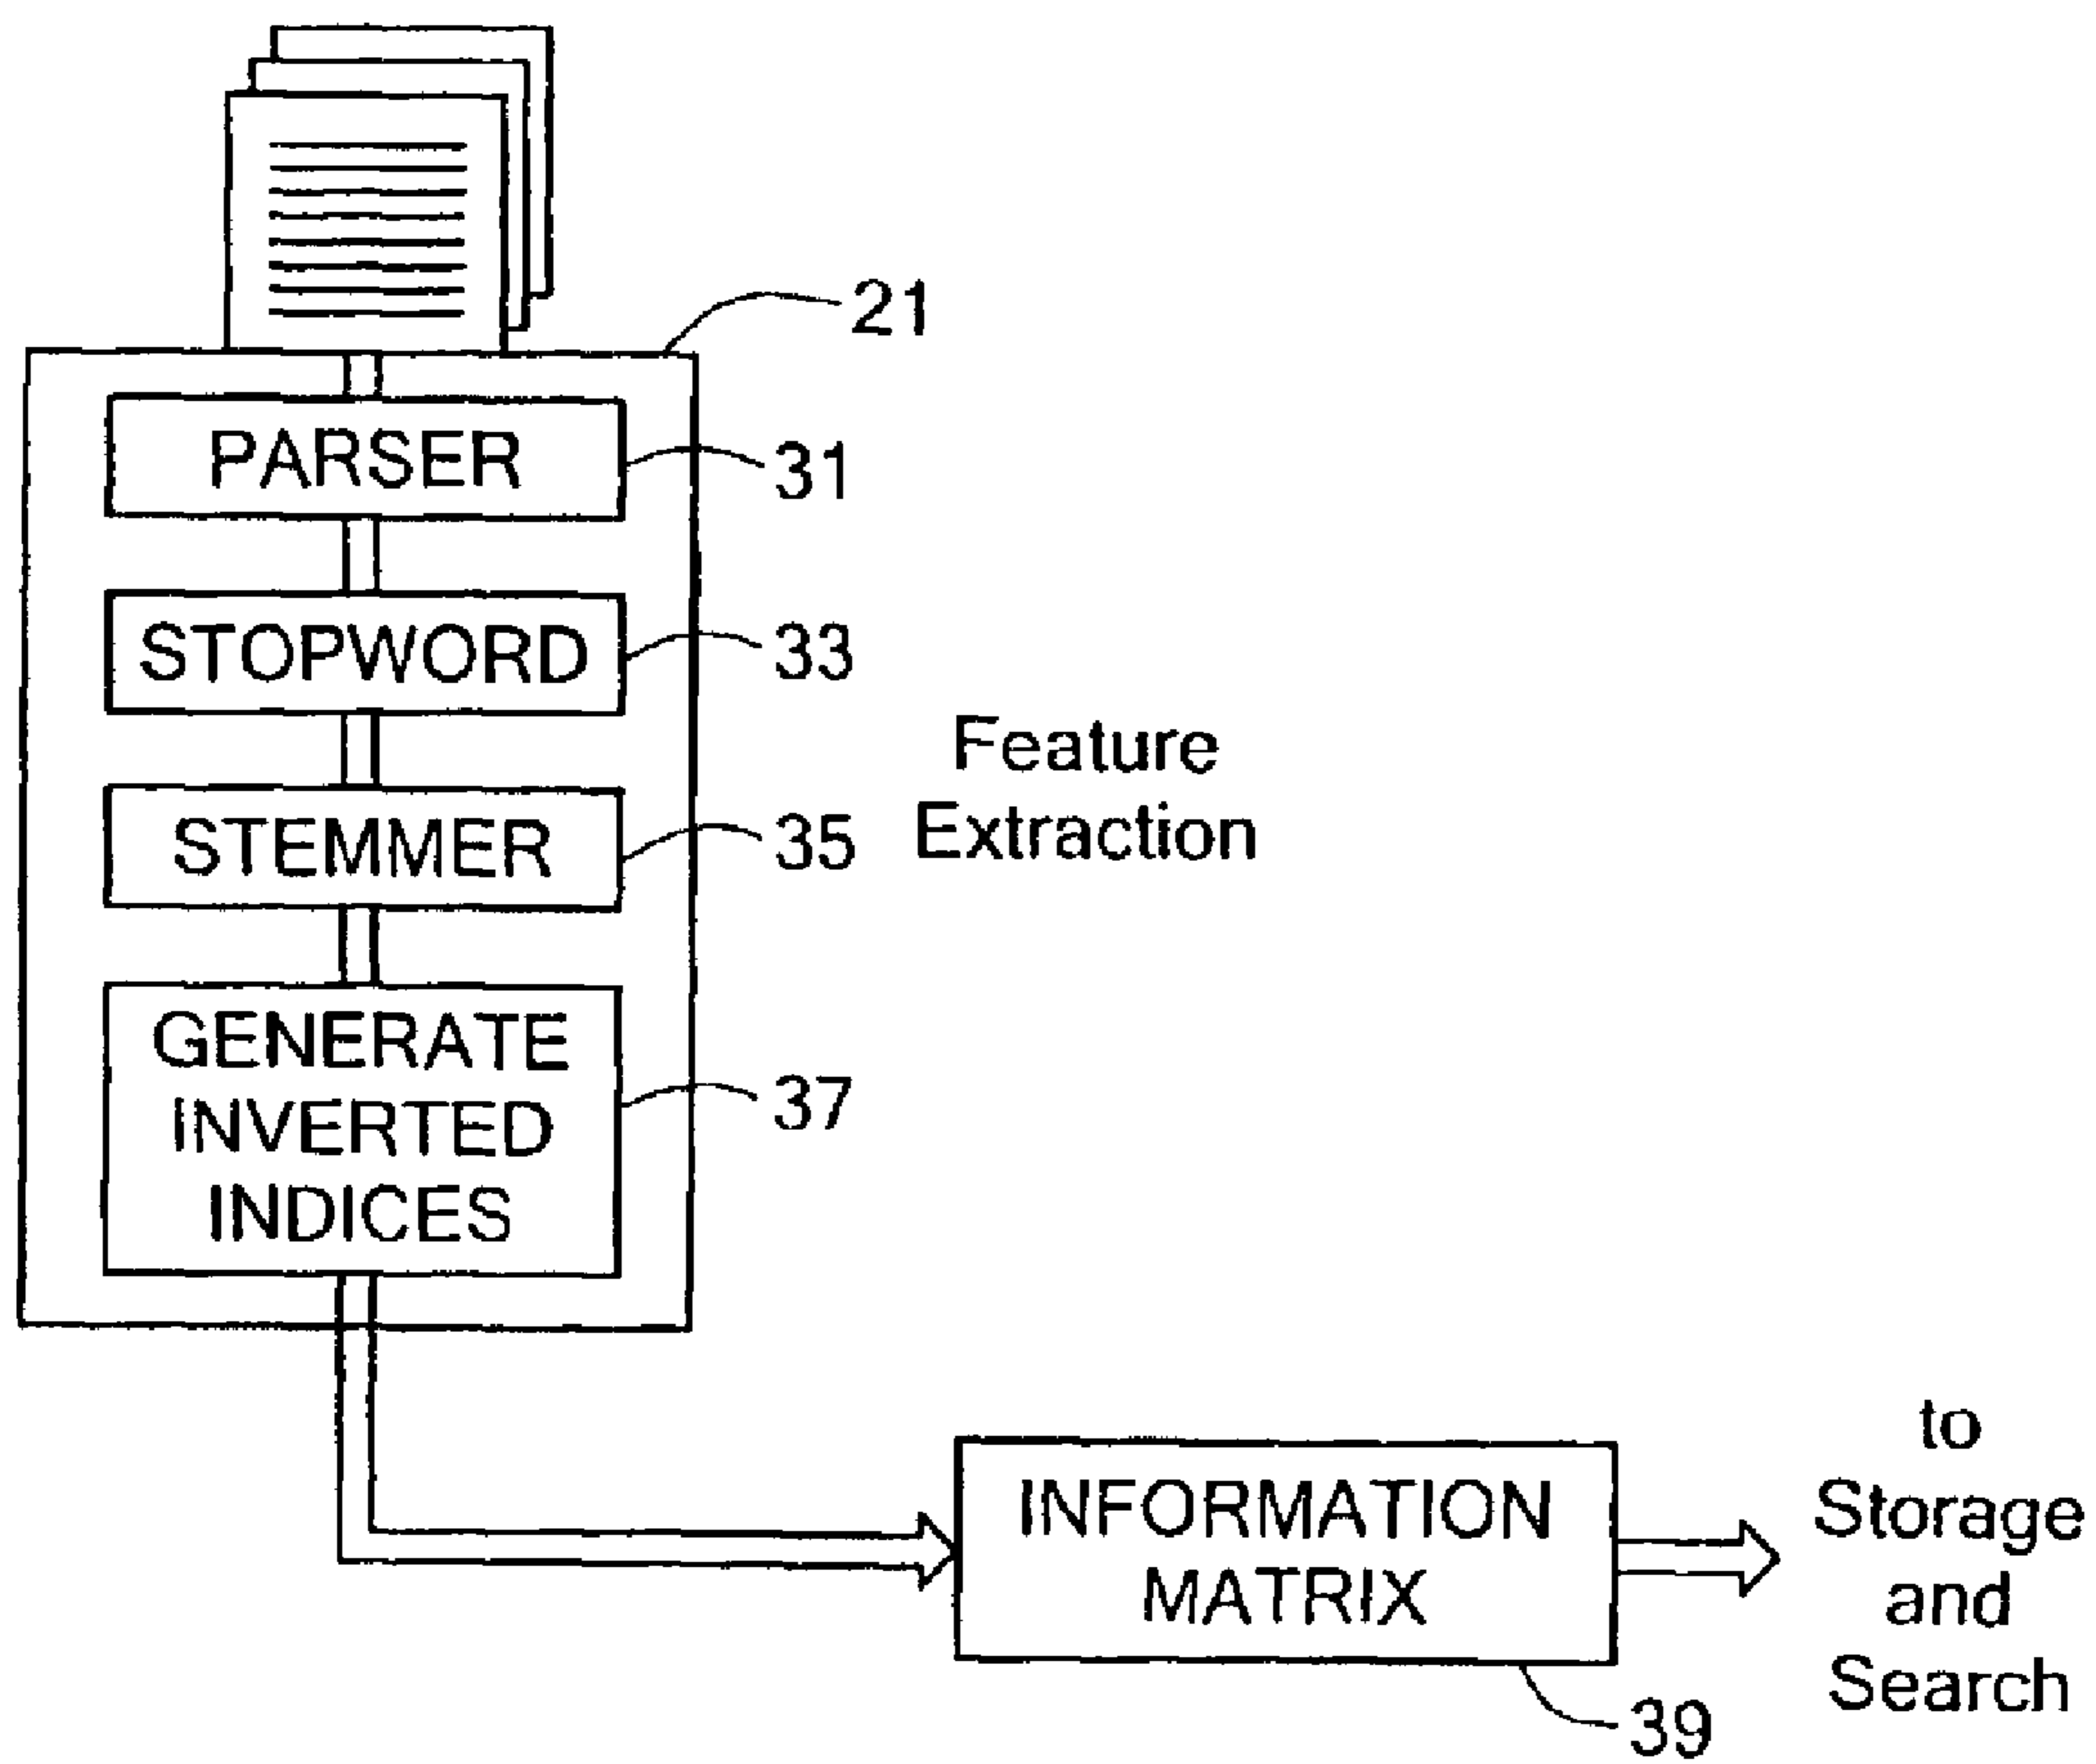 21
PARSER
31
STOPWORD
33
Feature
Extraction
STEMMER
35
GENERATE
INVERTED
INDICES
37
INFORMATION
MATRIX
39
to
Storage
and
Search